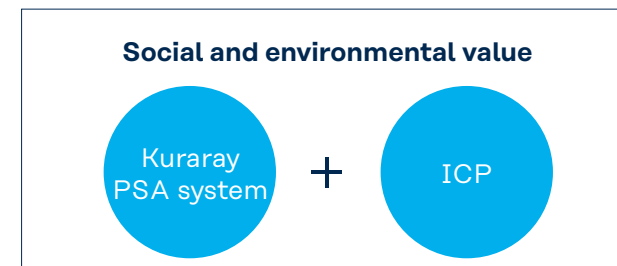 Social and environmental value
Kuraray
PSA system
+
ICP